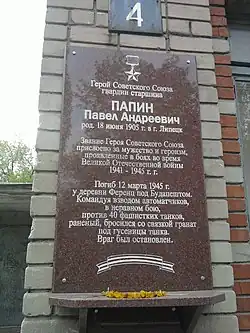 4
Герой Советского Союза
гвардии старшина
ПАПИН
Павел Андреевич
род. 18 июня 1905 г. в г. Липецк
Звание Героя Советского Союза
присвоено за мужество и героизм,
проявленные в боях во время
Великой Отечественной войны
1941 - 1945 г. г.
Погиб 12 марта 1945 г.
у деревни Ференц под Будапештом.
Командуя взводом автоматчиков,
в неравном бою,
против 40 фашистских танков,
раненый, бросился со связкой гранат
под гусеницы танка.
Враг был остановлен.